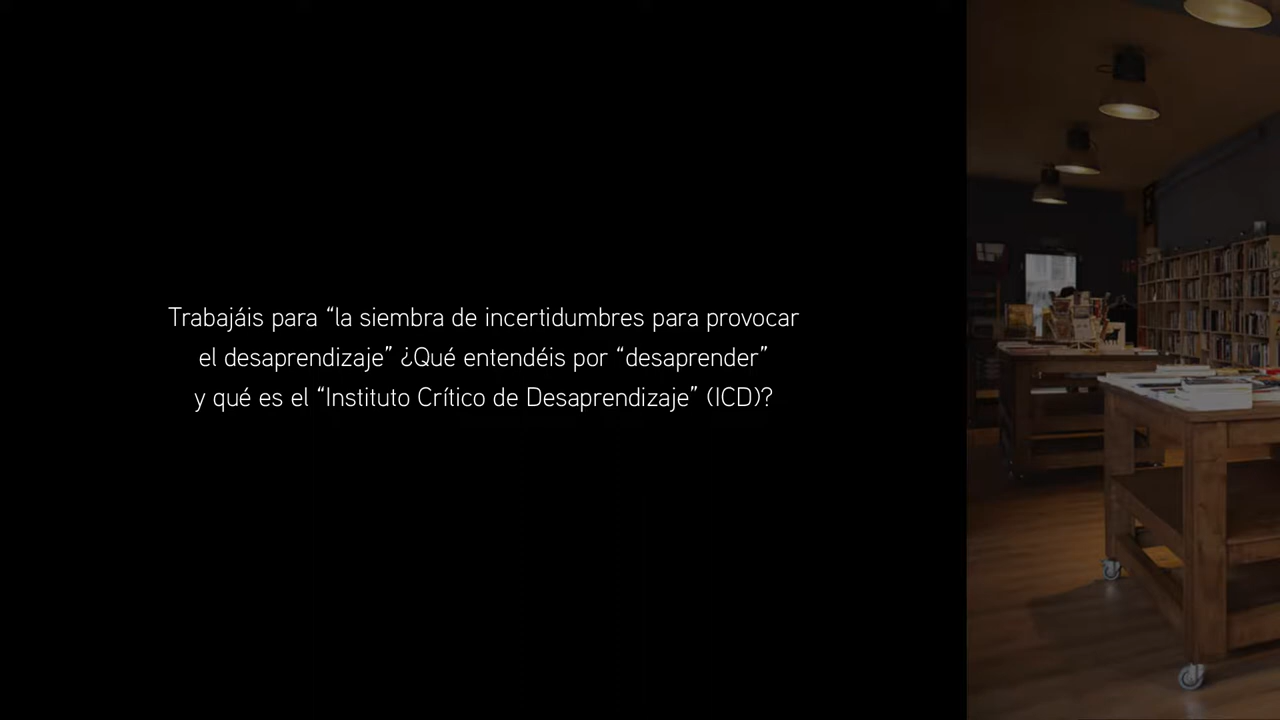 Trabajáis para “la siembra de incertidumbres para provocar
el desaprendizaje” ¿Qué entendéis por “desaprender”
y qué es el “Instituto Crítico de Desaprendizaje” (ICD)?